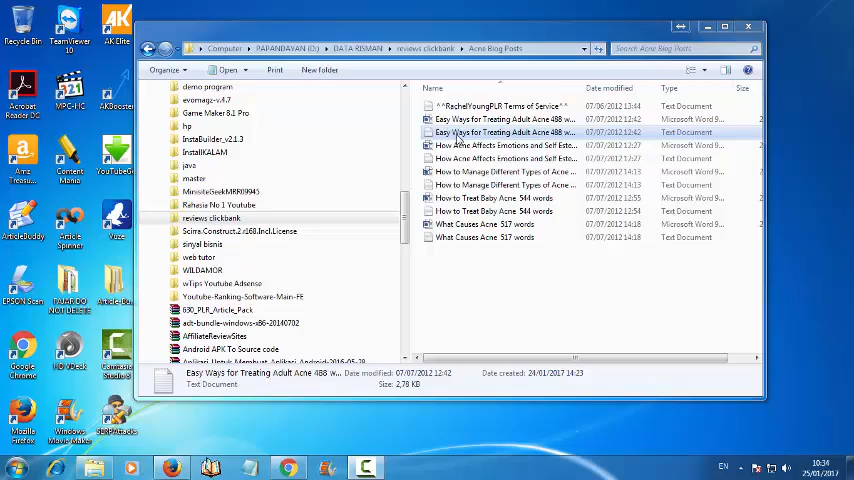 Recycle Bin
TeamViewer 10
AK Elite
Computer PAPANDAYAN (D:) DATA RISMAN reviews clickbank Acne Blog Posts
Search Acne Blog Posts
Organize Open Print New folder
Name Date modified Type Size
demo program
evomagz-v.4.7
Game Maker 8.1 Pro
hp
InstaBuilder_v2.1.3
InstallKALAM
java
master
MinisiteGeekMRR09945
Rahasia No 1 Youtube
reviews clickbank
Scirra.Construct.2.r168.Incl.License
sinyal bisnis
web tutor
WILDAMOR
wTips Youtube Adsense
Youtube-Ranking-Software-Main-FE
630_PLR_Article_Pack
adt-bundle-windows-x86-20140702
AffiliateReviewSites
Android APK To Source code
^^RachelYoungPLR Terms of Service^^ 07/06/2012 13:44 Text Document
Easy Ways for Treating Adult Acne 488 w... 07/07/2012 12:42 Microsoft Word 9... 2
Easy Ways for Treating Adult Acne 488 w... 07/07/2012 12:42 Text Document
How Acne Affects Emotions and Self Este... 07/07/2012 12:27 Microsoft Word 9... 2
How Acne Affects Emotions and Self Este... 07/07/2012 12:27 Text Document
How to Manage Different Types of Acne ... 07/07/2012 14:13 Microsoft Word 9... 2
How to Manage Different Types of Acne ... 07/07/2012 14:13 Text Document
How to Treat Baby Acne 544 words 07/07/2012 12:55 Microsoft Word 9... 2
How to Treat Baby Acne 544 words 07/07/2012 12:54 Text Document
What Causes Acne 517 words 07/07/2012 14:18 Microsoft Word 9... 2
What Causes Acne 517 words 07/07/2012 14:18 Text Document
Easy Ways for Treating Adult Acne 488 w... Date modified: 07/07/2012 12:42 Date created: 24/01/2017 14:23
Text Document Size: 2,78 KB
Acrobat Reader DC
MPC-HC
AKBooster
Amz Treasu...
Content Mania
YouTubeGe
ArticleBuddy
Article Spinner
Vuze
EPSON Scan
FAJAR DO NOT DELETE
Article-Bo
Google Chrome
HD VDeck
Camtasia Studio 8
Mozilla Firefox
Windows Movie Maker
SERPAttacks
EN
10:34
25/01/2017